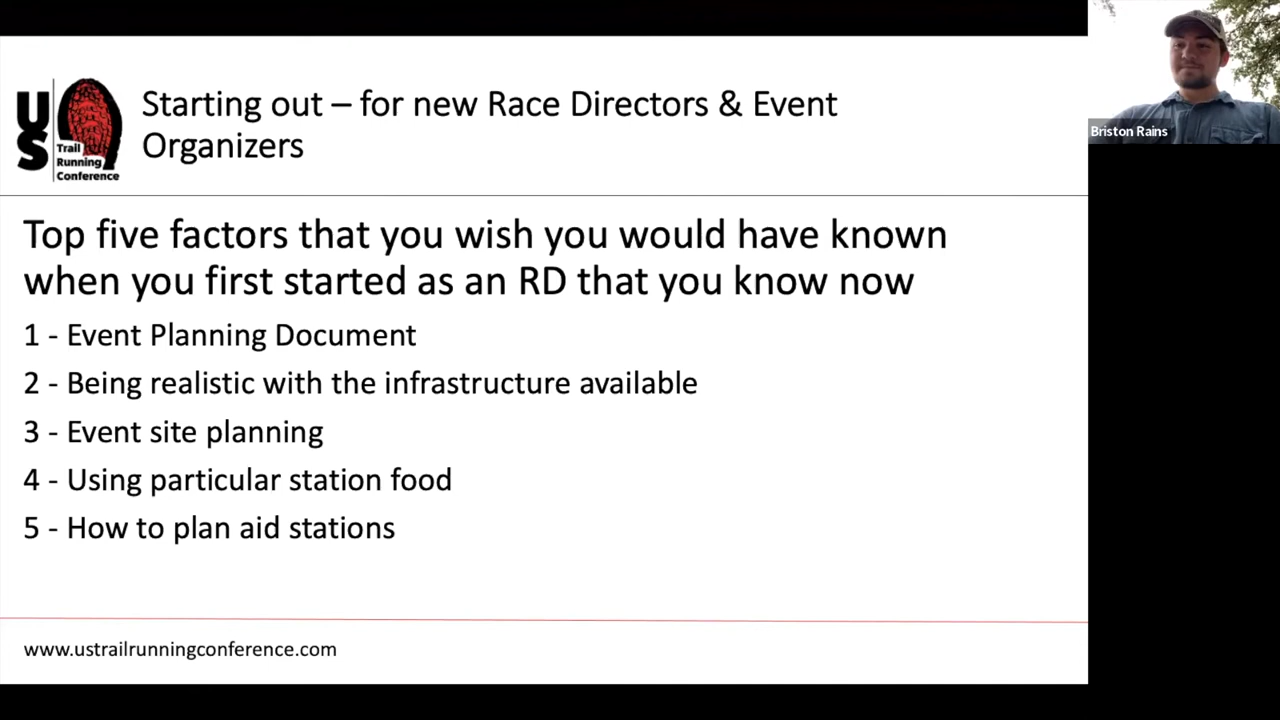 US
Trail
Running
Conference
Starting out – for new Race Directors & Event
Organizers
Briston Rains
Top five factors that you wish you would have known
when you first started as an RD that you know now
1 - Event Planning Document
2 - Being realistic with the infrastructure available
3 - Event site planning
4 - Using particular station food
5 - How to plan aid stations
www.ustrailrunningconference.com